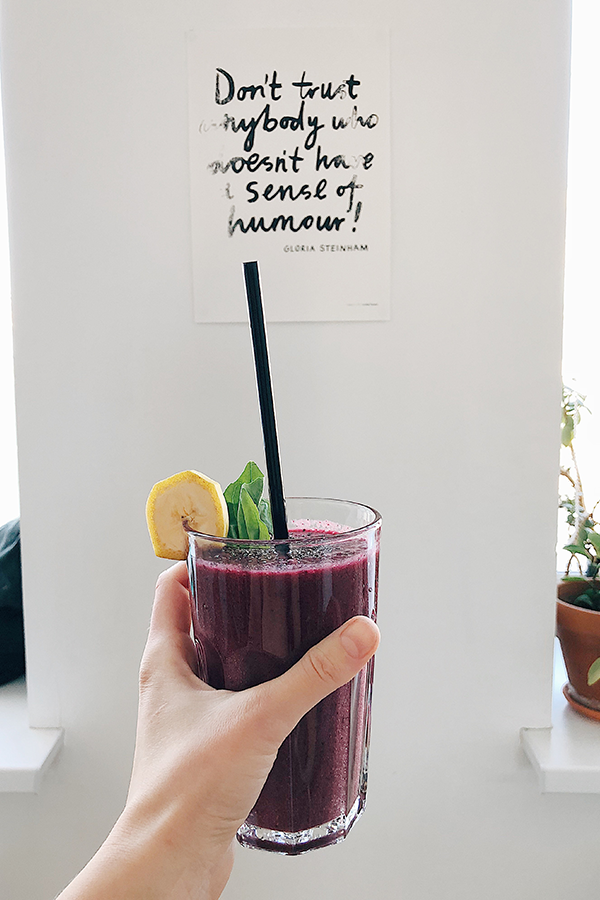 Don't trust
anybody who
doesn't have
a sense of
humour!
GLORIA STEINHAM